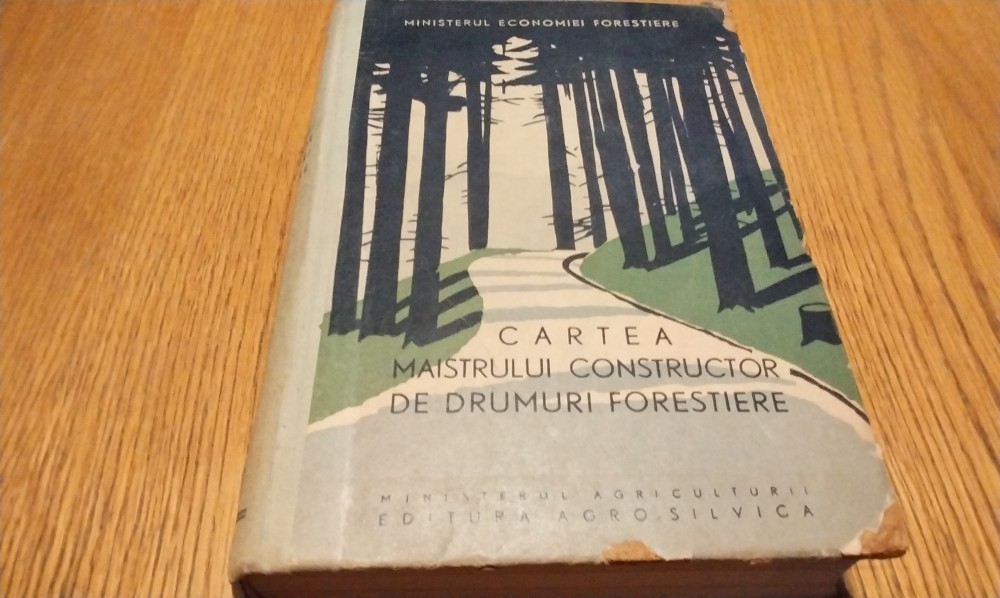 MINISTERUL ECONOMIEI FORESTIERE
CARTEA
MAISTRULUI CONSTRUCTOR
DE DRUMURI FORESTIERE
MINISTERUL AGRICULTURII
EDITURA AGRO-SILVICA